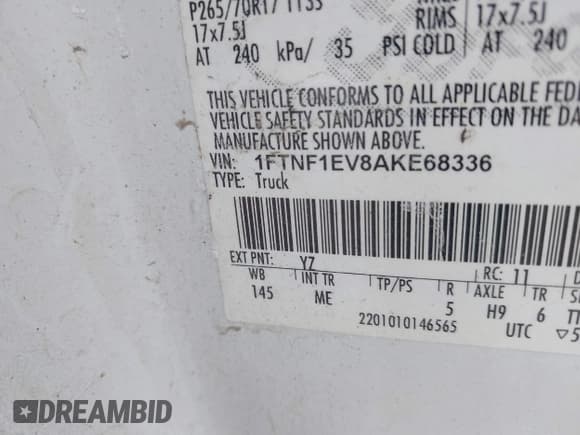 P265/70R17 113S
RIMS 17x7.5J
17x7.5J
AT 240 kPa/ 35 PSI COLD AT 240
THIS VEHICLE CONFORMS TO ALL APPLICABLE FED
VEHICLE SAFETY STANDARDS IN EFFECT ON THE DA
MANUFACTURE SHOWN ABOVE.
VIN: 1FTNF1EV8AKE68336
TYPE: Truck
EXT PNT: YZ RC: 11
WB INT TR TP/PS R AXLE TR
145 ME 5 H9 6
2201010146565 UTC ▽5
DREAMBID